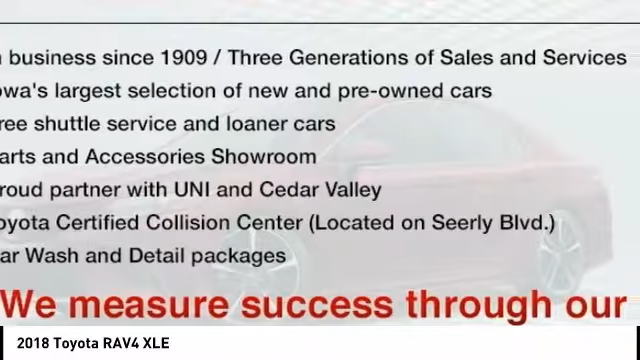 business since 1909 / Three Generations of Sales and Services
owa's largest selection of new and pre-owned cars
ree shuttle service and loaner cars
arts and Accessories Showroom
roud partner with UNI and Cedar Valley
oyota Certified Collision Center (Located on Seerly Blvd.)
ar Wash and Detail packages
We measure success through our
2018 Toyota RAV4 XLE